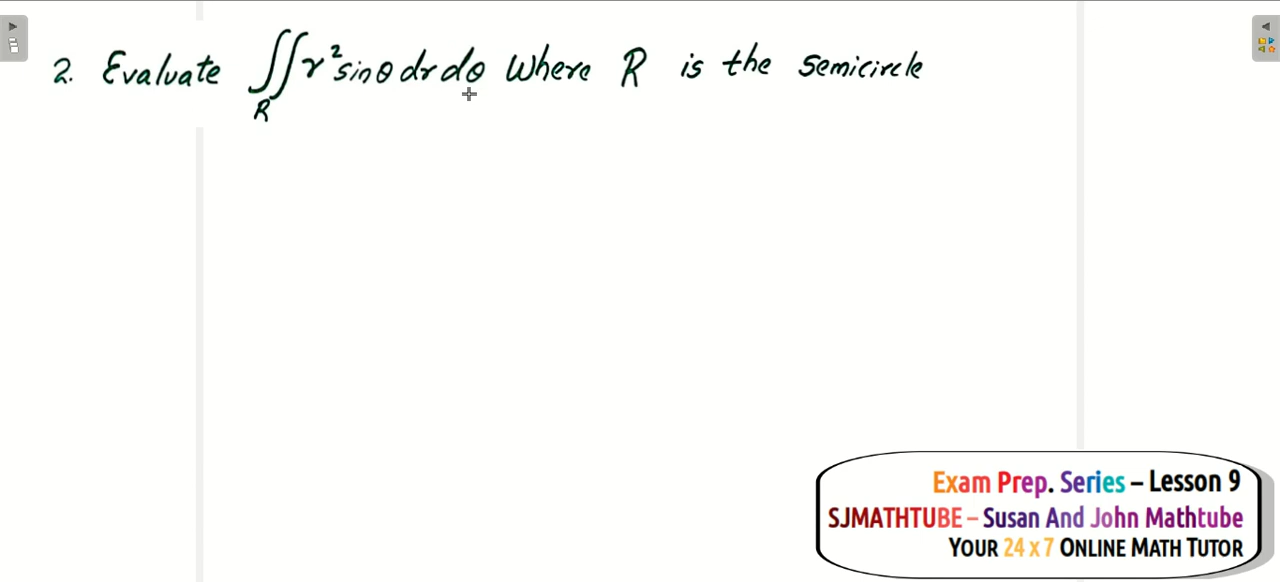 2. Evaluate ∬_R r² sin θ dr dθ where R is the semicircle
Exam Prep. Series – Lesson 9
SJMATHTUBE – Susan And John Mathtube
YOUR 24 x 7 ONLINE MATH TUTOR